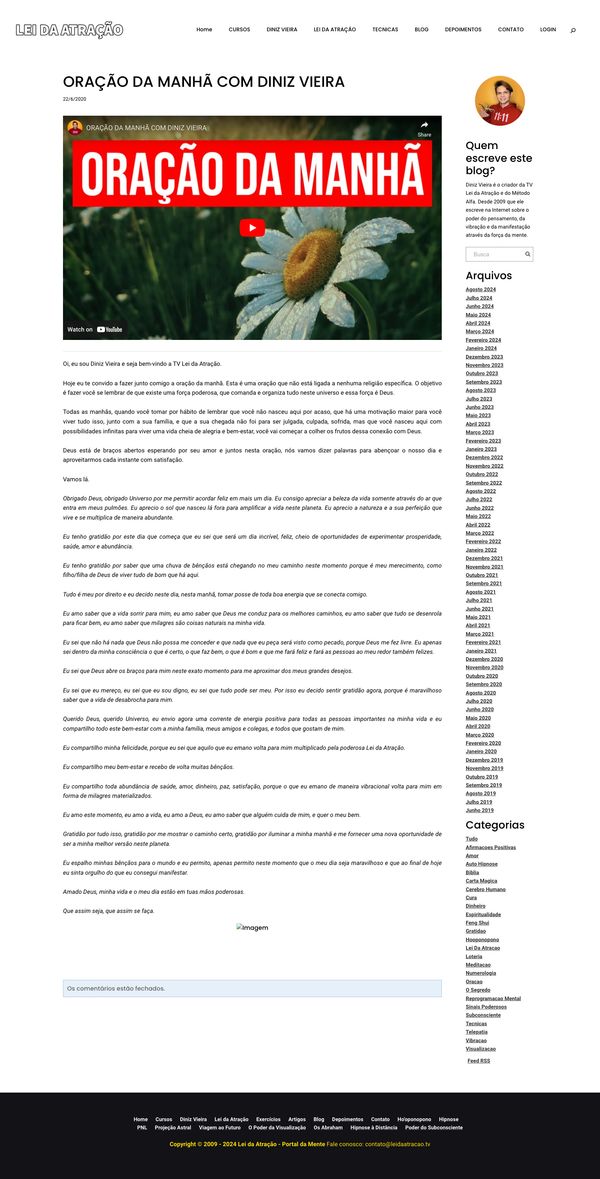 LEI DA ATRAÇÃO
Home CURSOS DINIZ VIEIRA LEI DA ATRAÇÃO TECNICAS BLOG DEPOIMENTOS CONTATO LOGIN
ORAÇÃO DA MANHÃ COM DINIZ VIEIRA
22/6/2020
ORAÇÃO DA MANHÃ COM DINIZ VIEIRA:
Share
ORAÇÃO DA MANHÃ
Watch on YouTube
Oi, eu sou Diniz Vieira e seja bem-vindo a TV Lei da Atração.
Hoje eu te convido a fazer junto comigo a oração da manhã. Esta é uma oração que não está ligada a nenhuma religião específica. O objetivo
é fazer você se lembrar de que existe uma força poderosa, que comanda e organiza tudo neste universo e essa força é Deus.
Todas as manhãs, quando você tomar por hábito de lembrar que você não nasceu aqui por acaso, que há uma motivação maior para você
viver tudo isso, junto com a sua família, e que a sua chegada não foi para ser julgada, culpada, sofrida, mas que você nasceu aqui com
possibilidades infinitas para viver uma vida cheia de alegria e bem-estar, você vai começar a colher os frutos dessa conexão com Deus.
Deus está de braços abertos esperando por seu amor e juntos nesta oração, nós vamos dizer palavras para abençoar o nosso dia e
aproveitarmos cada instante com satisfação.
Vamos lá.
Obrigado Deus, obrigado Universo por me permitir acordar feliz em mais um dia. Eu consigo apreciar a beleza da vida somente através do ar que
entra em meus pulmões. Eu aprecio o sol que nasceu lá fora para amplificar a vida neste planeta. Eu aprecio a natureza e a sua perfeição que
vive e se multiplica de maneira abundante.
Eu tenho gratidão por este dia que começa que eu sei que será um dia incrível, feliz, cheio de oportunidades de experimentar prosperidade,
saúde, amor e abundância.
Eu tenho gratidão por saber que uma chuva de bênçãos está chegando no meu caminho neste momento porque é meu merecimento, como
filho/filha de Deus de viver tudo de bom que há aqui.
Tudo é meu por direito e eu decido neste dia, nesta manhã, tomar posse de toda boa energia que se conecta comigo.
Eu amo saber que a vida sorrir para mim, eu amo saber que Deus me conduz para os melhores caminhos, eu amo saber que tudo se desenrola
para ficar bem, eu amo saber que milagres são coisas naturais na minha vida.
Eu sei que não há nada que Deus não possa me conceder e que nada que eu peça será visto como pecado, porque Deus me fez livre. Eu apenas
sei dentro da minha consciência o que é certo, o que faz bem, o que é bom e que me fará feliz e fará as pessoas ao meu redor também felizes.
Eu sei que Deus abre os braços para mim neste exato momento para me aproximar dos meus grandes desejos.
Eu sei que eu mereço, eu sei que eu sou digno, eu sei que tudo pode ser meu. Por isso eu decido sentir gratidão agora, porque é maravilhoso
saber que a vida te desabrocha para mim.
Querido Deus, querido Universo, eu envio agora uma corrente de energia positiva para todas as pessoas importantes na minha vida e eu
compartilho todo este bem-estar com a minha família, meus amigos e colegas, e todos que gostam de mim.
Eu compartilho minha felicidade, porque eu sei que aquilo que eu emano volta para mim multiplicado pela poderosa Lei da Atração.
Eu compartilho meu bem-estar e recebo de volta muitas bênçãos.
Eu compartilho toda abundância de saúde, amor, dinheiro, paz, satisfação, porque o que eu emano de maneira vibracional volta para mim em
forma de milagres materializados.
Eu amo este momento, eu amo a vida, eu amo a Deus, eu amo saber que alguém cuida de mim, e quer o meu bem.
Gratidão por tudo isso, gratidão por me mostrar o caminho certo, gratidão por iluminar a minha manhã e me fornecer uma nova oportunidade de
ser a minha melhor versão neste planeta.
Eu espalho minhas bênçãos para o mundo e eu permito, apenas permito neste momento que o meu dia seja maravilhoso e que ao final de hoje
eu sinta orgulho do que eu consegui manifestar.
Amado Deus, minha vida e o meu dia estão em tuas mãos poderosas.
Que assim seja, que assim se faça.
Imagem
Os comentários estão fechados.
11:11
Quem
escreve este
blog?
Diniz Vieira é o criador da TV
Lei da Atração e do Método
Alfa. Desde 2009 que ele
escreve na Internet sobre o
poder do pensamento, da
vibração e da manifestação
através da força da mente.
Busca
Arquivos
Agosto 2024
Julho 2024
Junho 2024
Maio 2024
Abril 2024
Março 2024
Fevereiro 2024
Janeiro 2024
Dezembro 2023
Novembro 2023
Outubro 2023
Setembro 2023
Agosto 2023
Julho 2023
Junho 2023
Maio 2023
Abril 2023
Março 2023
Fevereiro 2023
Janeiro 2023
Dezembro 2022
Novembro 2022
Outubro 2022
Setembro 2022
Agosto 2022
Julho 2022
Junho 2022
Maio 2022
Abril 2022
Março 2022
Fevereiro 2022
Janeiro 2022
Dezembro 2021
Novembro 2021
Outubro 2021
Setembro 2021
Agosto 2021
Julho 2021
Junho 2021
Maio 2021
Abril 2021
Março 2021
Fevereiro 2021
Janeiro 2021
Dezembro 2020
Novembro 2020
Outubro 2020
Setembro 2020
Agosto 2020
Julho 2020
Junho 2020
Maio 2020
Abril 2020
Março 2020
Fevereiro 2020
Janeiro 2020
Dezembro 2019
Novembro 2019
Outubro 2019
Setembro 2019
Agosto 2019
Julho 2019
Junho 2019
Categorias
Tudo
Afirmacoes Positivas
Amor
Auto Hipnose
Bíblia
Carta Magica
Cerebro Humano
Cura
Dinheiro
Espiritualidade
Feng Shui
Gratidao
Hooponopono
Lei Da Atracao
Loteria
Meditacao
Numerologia
Oracao
O Segredo
Reprogramacao Mental
Sinais Poderosos
Subconsciente
Tecnicas
Telepatia
Vibracao
Visualizacao
Feed RSS
Home Cursos Diniz Vieira Lei da Atração Exercícios Artigos Blog Depoimentos Contato Ho'oponopono Hipnose
PNL Projeção Astral Viagem ao Futuro O Poder da Visualização Os Abraham Hipnose à Distância Poder do Subconsciente
Copyright © 2009 - 2024 Lei da Atração - Portal da Mente Fale conosco: contato@leidaatracao.tv